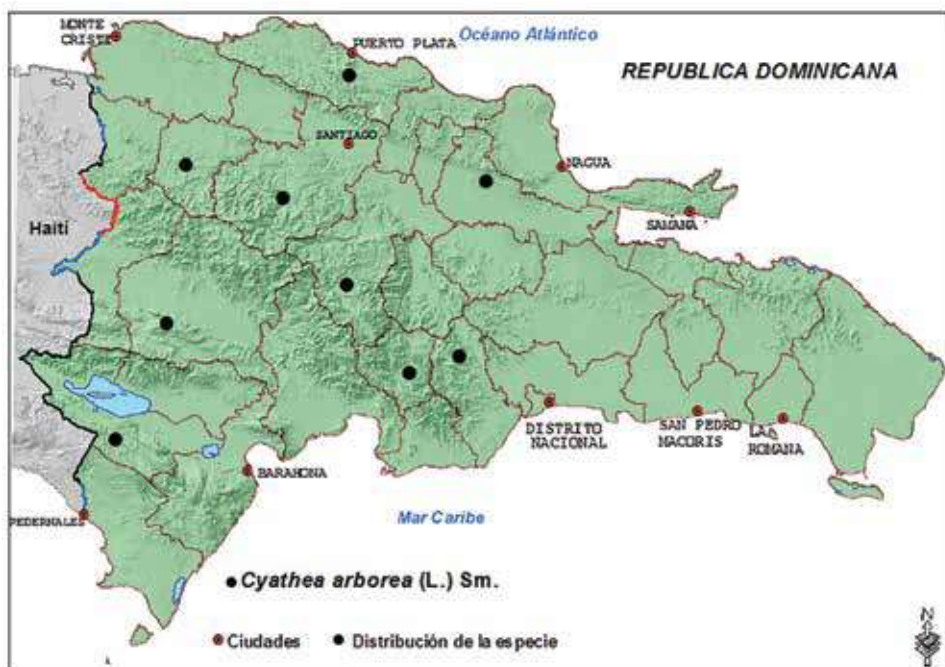 MONTE
CRISTE
PUERTO PLATA
Océano Atlántico
REPUBLICA DOMINICANA
SANTIAGO
NAGUA
SAMANA
Haití
DISTRITO
NACIONAL
SAN PEDRO
MACORIS
LA
ROMANA
BARAHONA
PEDERNALES
Mar Caribe
Cyathea arborea (L.) Sm.
Ciudades
Distribución de la especie
N